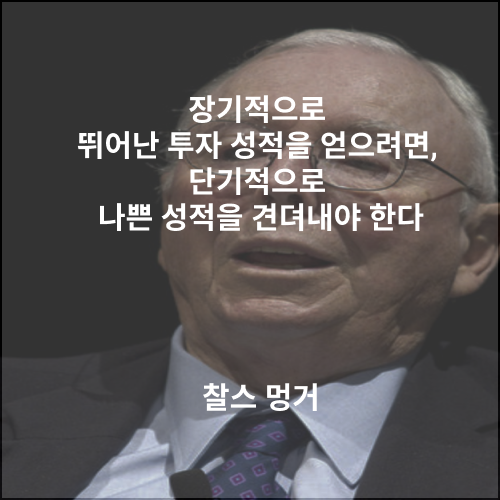 장기적으로
뛰어난 투자 성적을 얻으려면,
단기적으로
나쁜 성적을 견뎌내야 한다
찰스 멍거